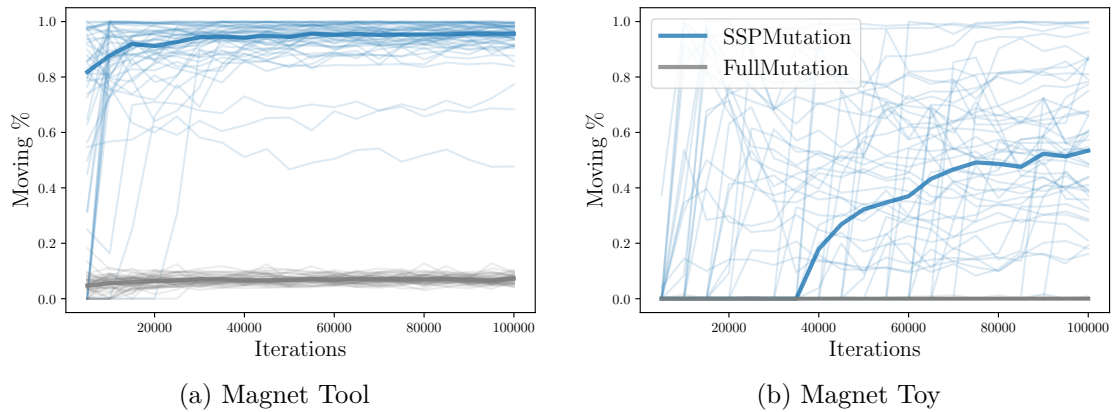 1.0
0.8
0.6
0.4
0.2
0.0
Moving %
20000 40000 60000 80000 100000
Iterations
(a) Magnet Tool
1.0
0.8
0.6
0.4
0.2
0.0
Moving %
SSPMutation
FullMutation
20000 40000 60000 80000 100000
Iterations
(b) Magnet Toy